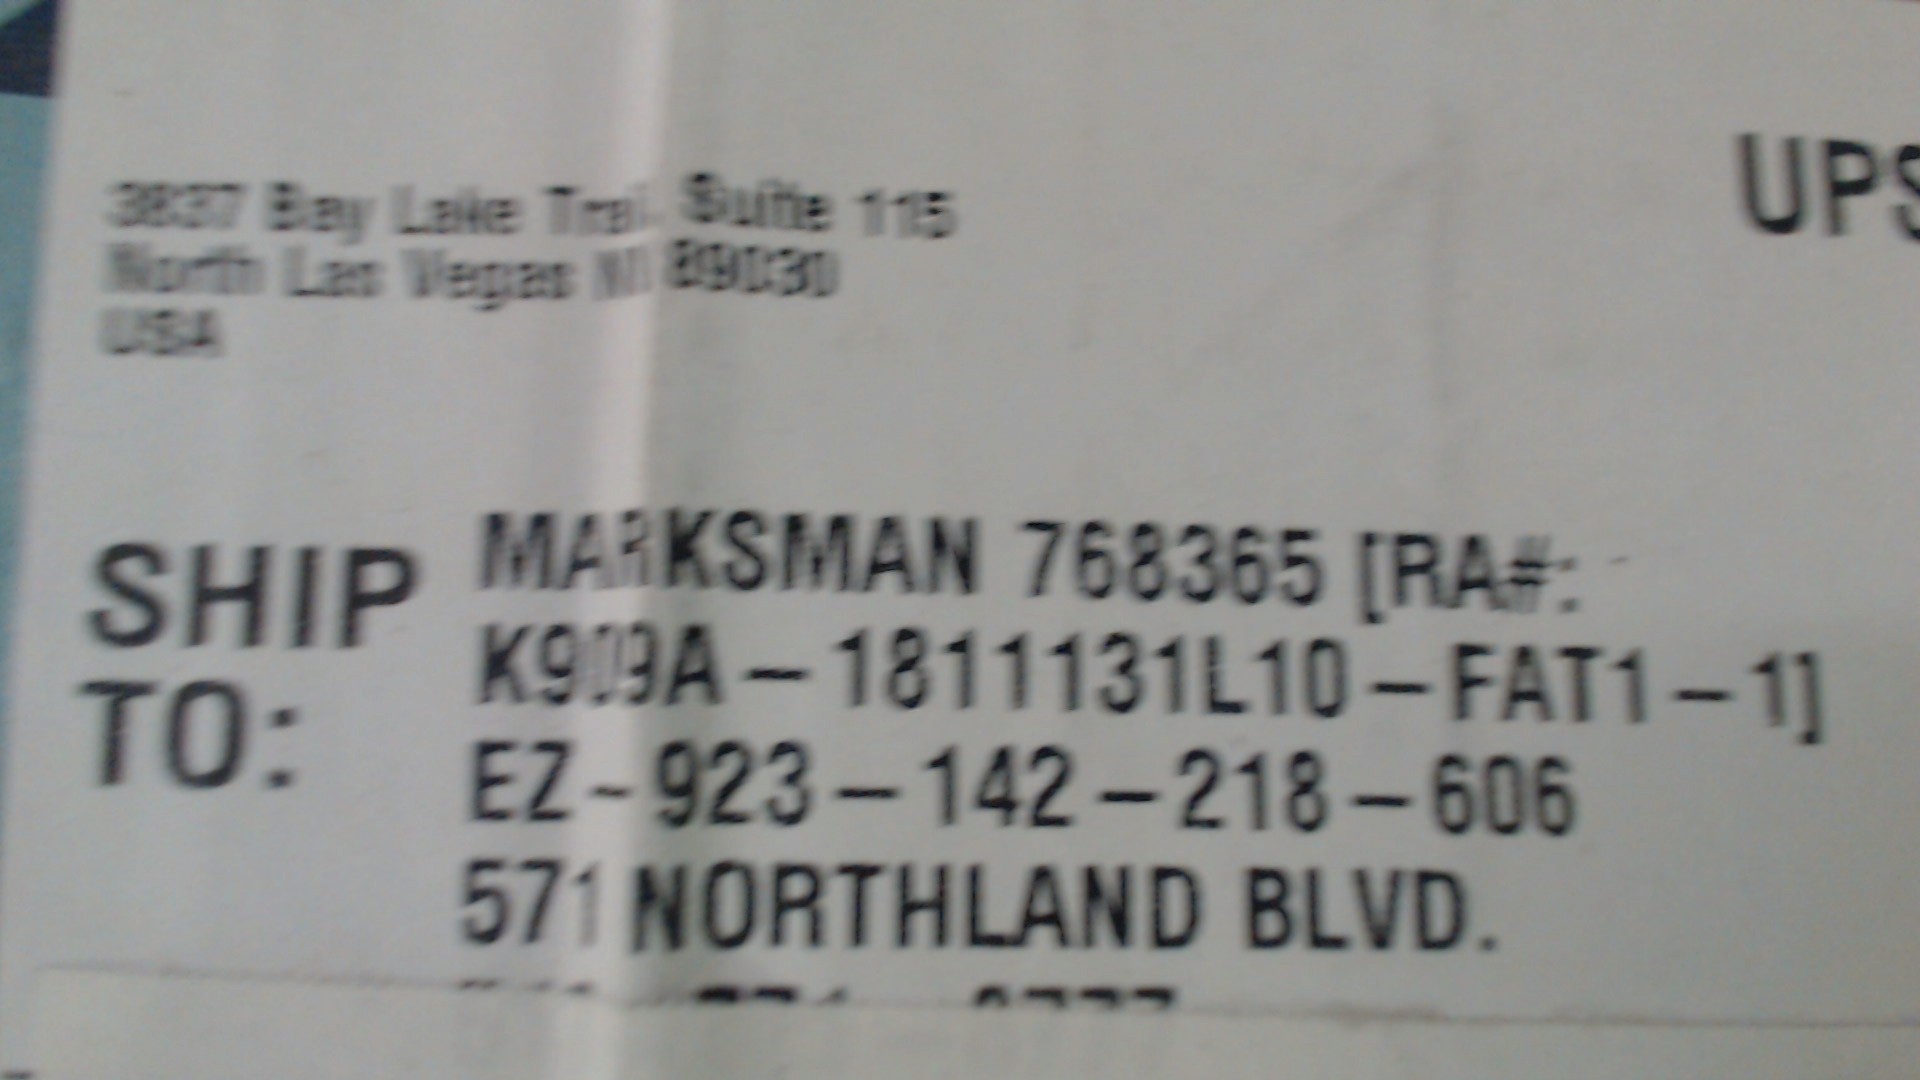 3837 Bay Lake Trail Suite 115
North Las Vegas 89030
USA
UPS
SHIP TO:
MARKSMAN 768365 [RA#:
K909A-1811131L10-FAT1-1]
EZ-923-142-218-606
571 NORTHLAND BLVD.